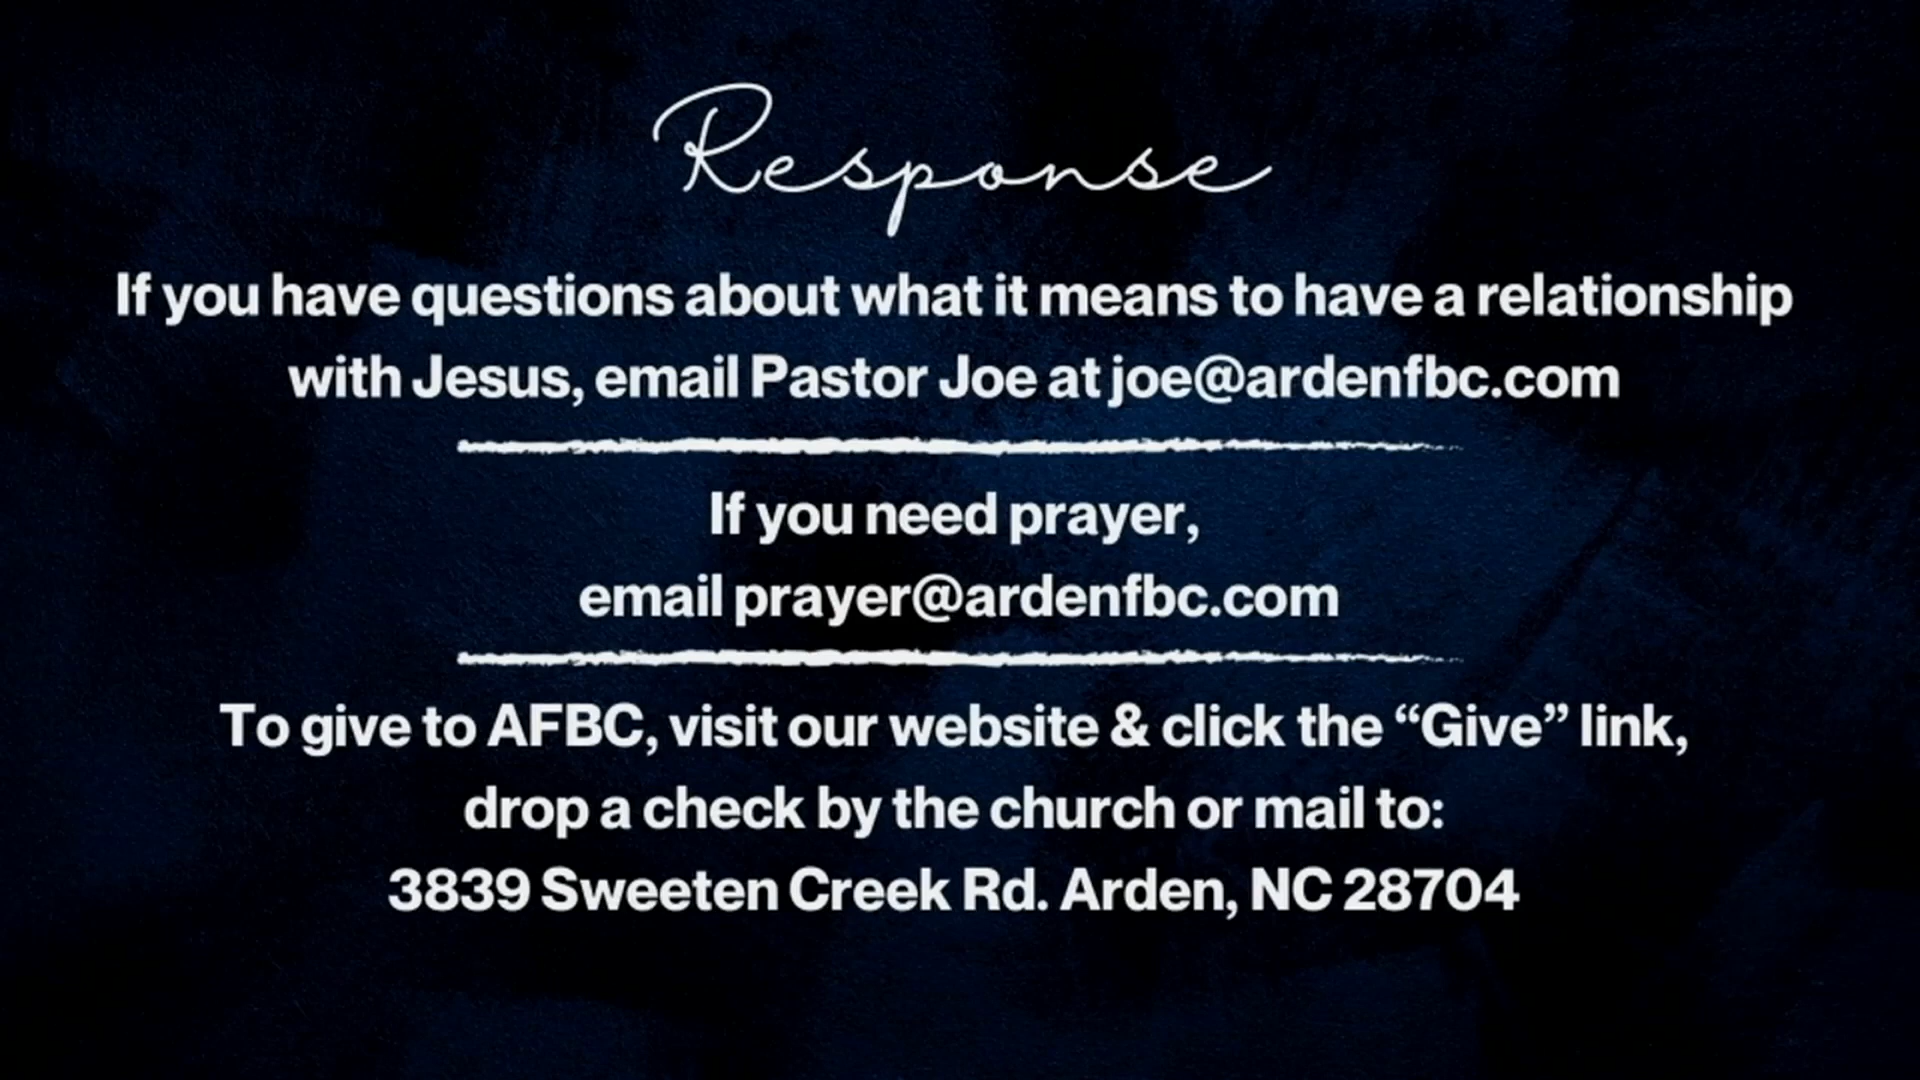 Response
If you have questions about what it means to have a relationship
with Jesus, email Pastor Joe at joe@ardenfbc.com
If you need prayer,
email prayer@ardenfbc.com
To give to AFBC, visit our website & click the “Give” link,
drop a check by the church or mail to:
3839 Sweeten Creek Rd. Arden, NC 28704